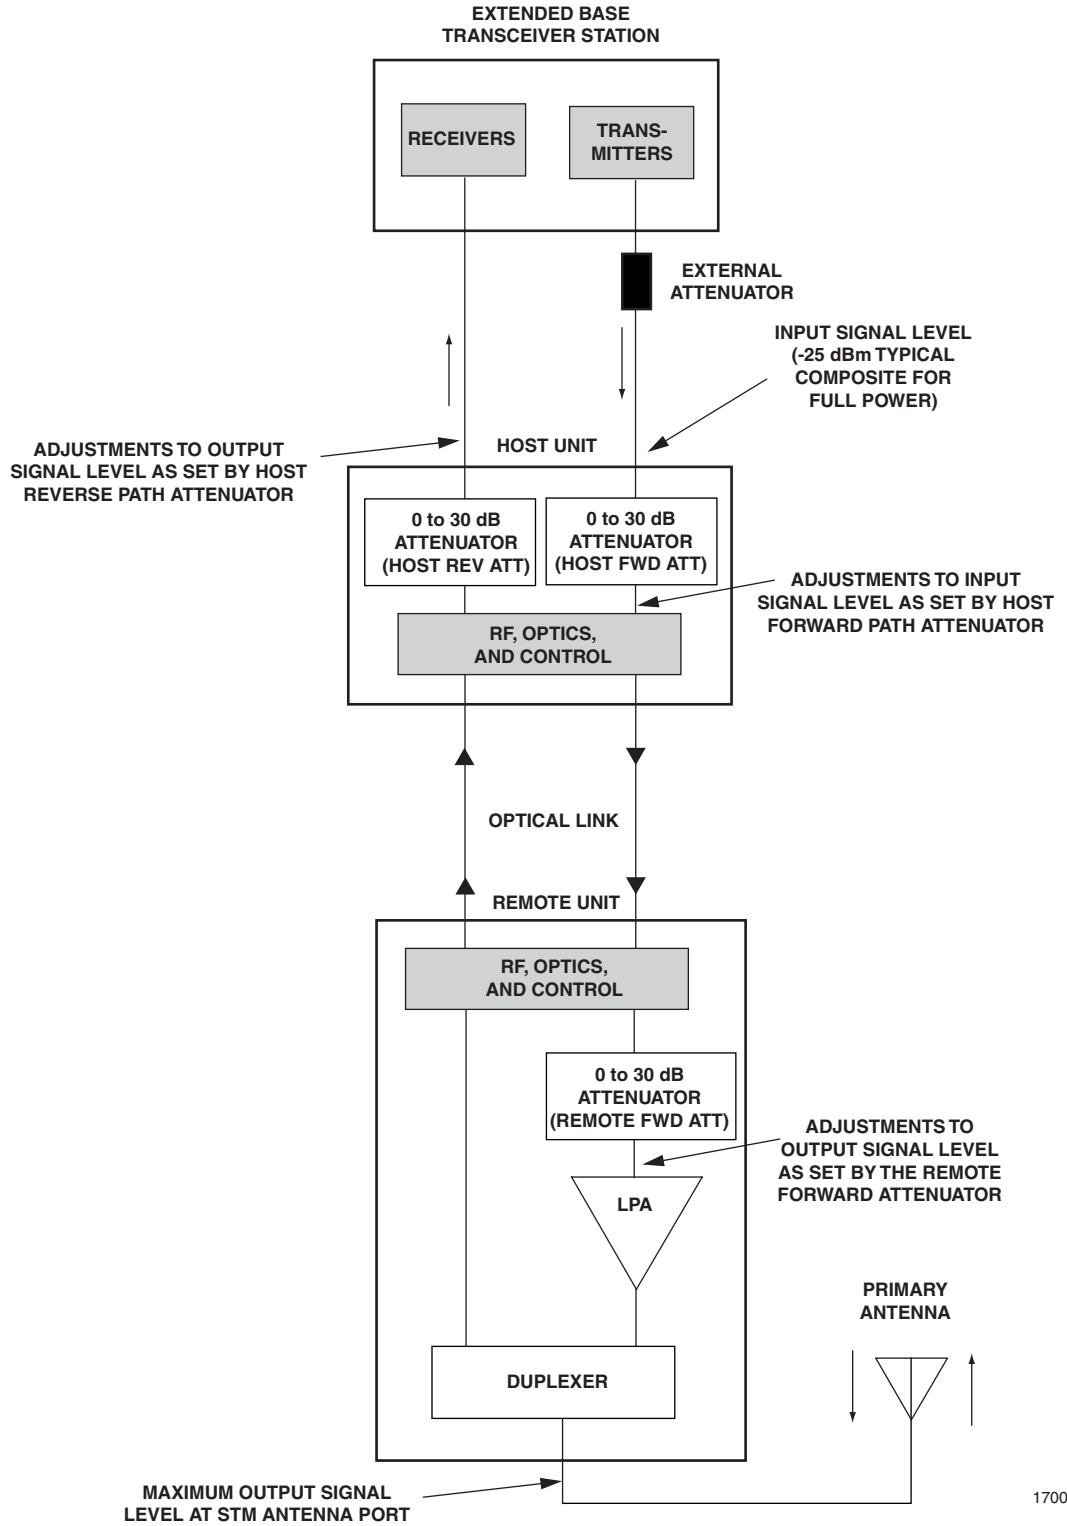 EXTENDED BASE
TRANSCEIVER STATION
RECEIVERS
TRANS-
MITTERS
EXTERNAL
ATTENUATOR
INPUT SIGNAL LEVEL
(-25 dBm TYPICAL
COMPOSITE FOR
FULL POWER)
ADJUSTMENTS TO OUTPUT
SIGNAL LEVEL AS SET BY HOST
REVERSE PATH ATTENUATOR
HOST UNIT
0 to 30 dB
ATTENUATOR
(HOST REV ATT)
0 to 30 dB
ATTENUATOR
(HOST FWD ATT)
ADJUSTMENTS TO INPUT
SIGNAL LEVEL AS SET BY HOST
FORWARD PATH ATTENUATOR
RF, OPTICS,
AND CONTROL
OPTICAL LINK
REMOTE UNIT
RF, OPTICS,
AND CONTROL
0 to 30 dB
ATTENUATOR
(REMOTE FWD ATT)
ADJUSTMENTS TO
OUTPUT SIGNAL LEVEL
AS SET BY THE REMOTE
FORWARD ATTENUATOR
LPA
PRIMARY
ANTENNA
DUPLEXER
MAXIMUM OUTPUT SIGNAL
LEVEL AT STM ANTENNA PORT
1700